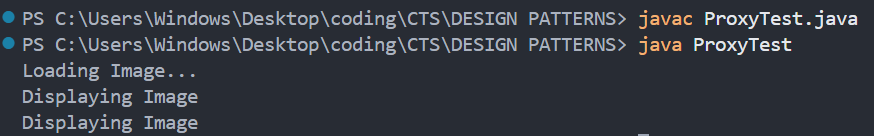 PS C:\Users\Windows\Desktop\coding\CTS\DESIGN PATTERNS> javac ProxyTest.java
PS C:\Users\Windows\Desktop\coding\CTS\DESIGN PATTERNS> java ProxyTest
Loading Image...
Displaying Image
Displaying Image